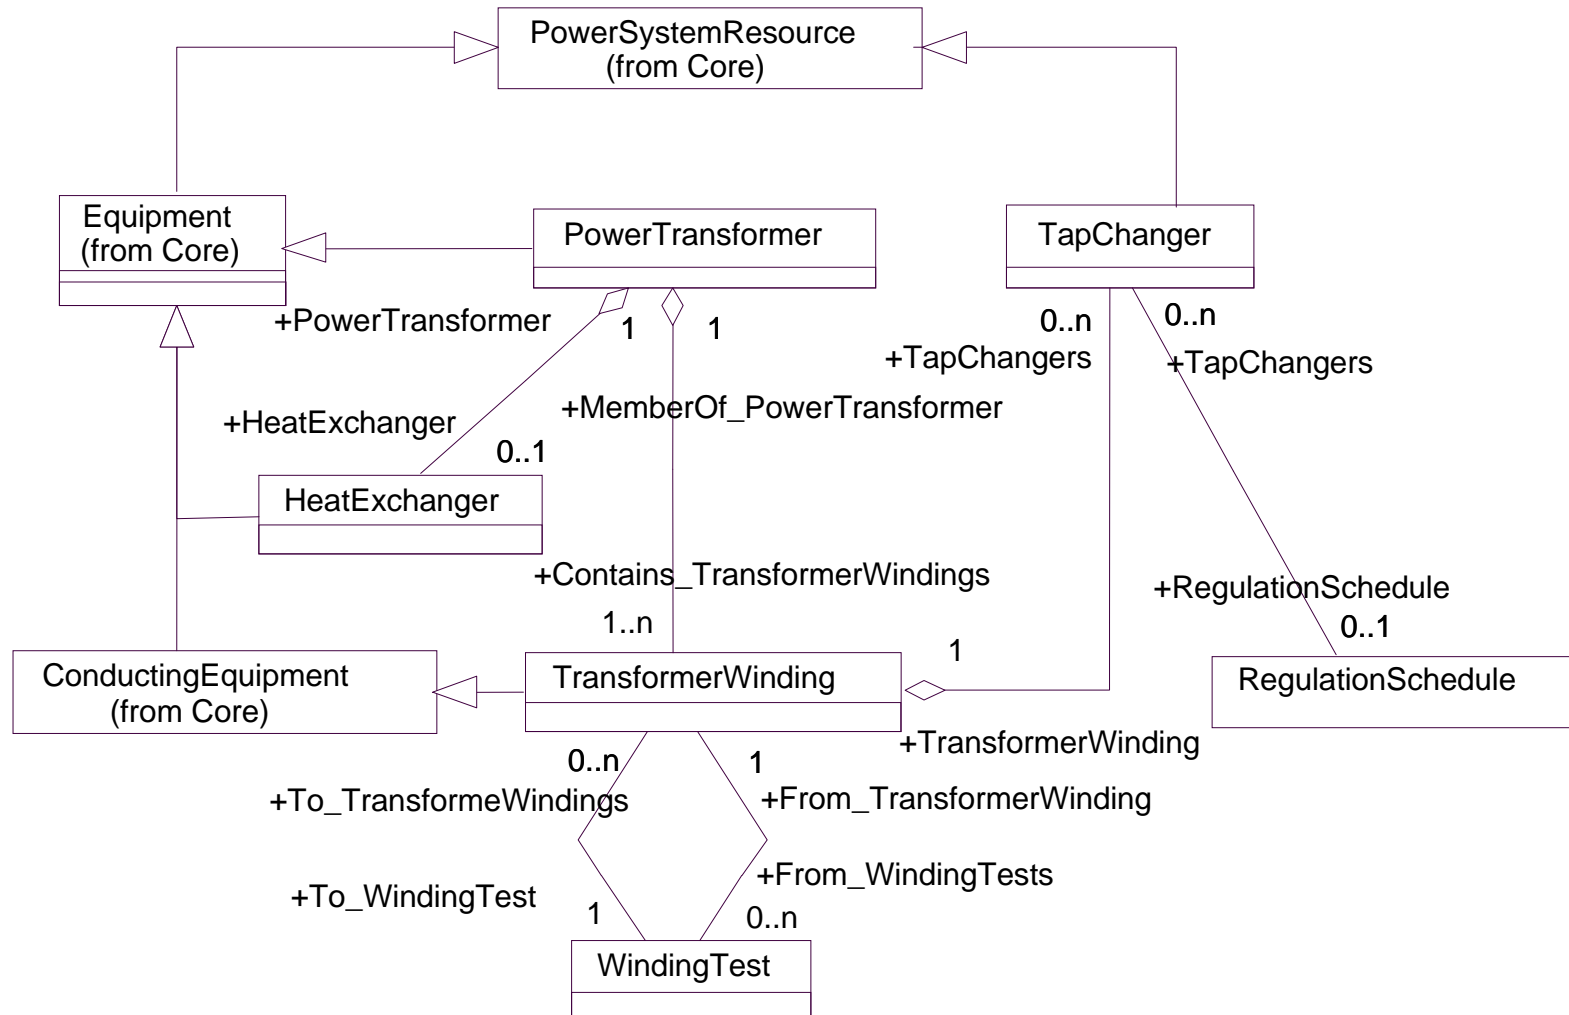 PowerSystemResource
(from Core)
Equipment
(from Core)
PowerTransformer
TapChanger
+PowerTransformer
1
1
0..n
0..n
+TapChangers
+TapChangers
+HeatExchanger
+MemberOf_PowerTransformer
0..1
HeatExchanger
+Contains_TransformerWindings
+RegulationSchedule
1..n
0..1
1
ConductingEquipment
(from Core)
TransformerWinding
RegulationSchedule
+TransformerWinding
0..n
1
+To_TransformeWindings
+From_TransformerWinding
+From_WindingTests
+To_WindingTest
1
0..n
WindingTest